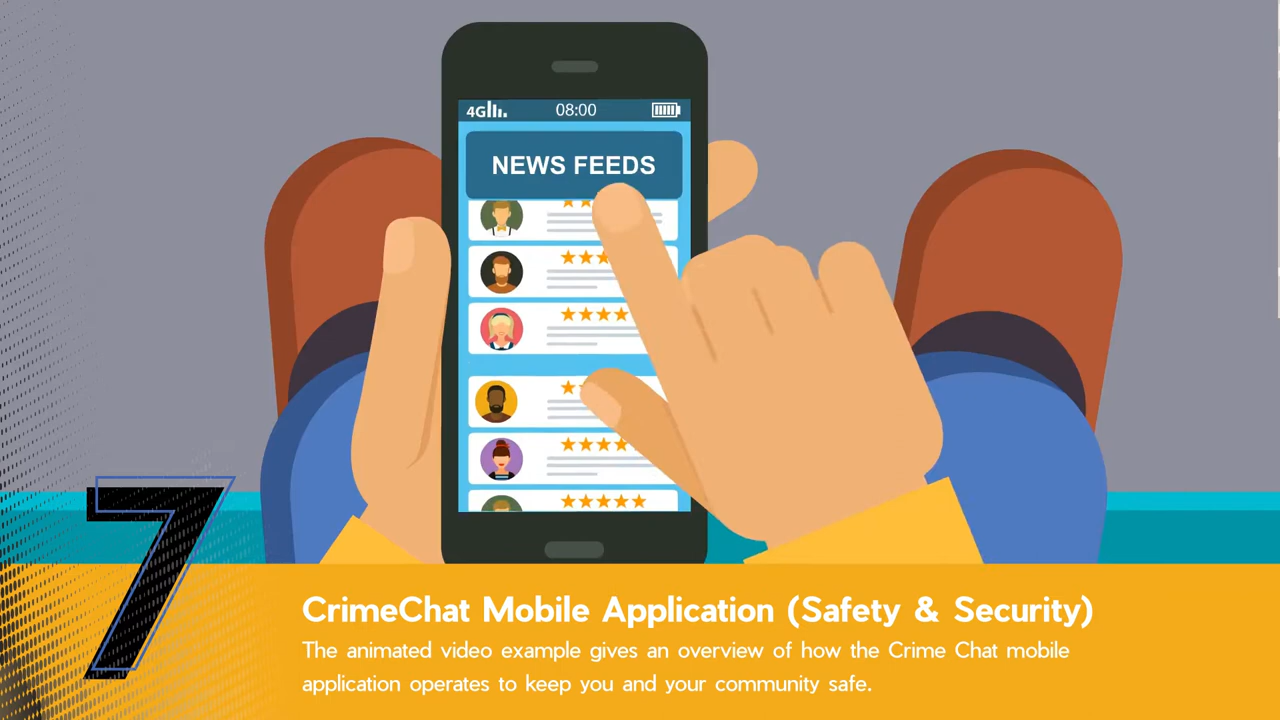 4G 08:00
NEWS FEEDS
7
CrimeChat Mobile Application (Safety & Security)
The animated video example gives an overview of how the Crime Chat mobile
application operates to keep you and your community safe.